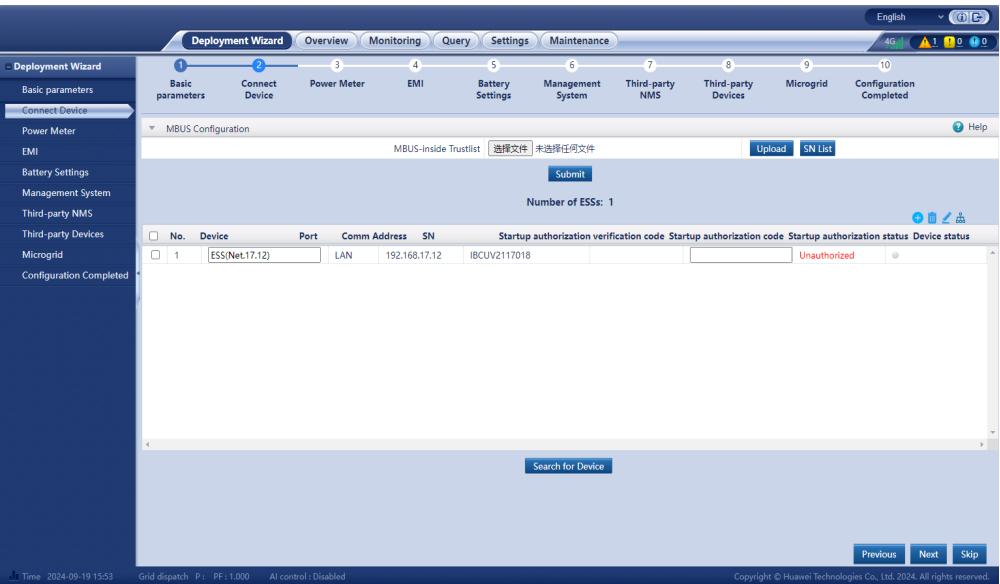 English
Deployment Wizard Overview Monitoring Query Settings Maintenance
4G 1 0 0
Deployment Wizard
Basic parameters
Connect Device
Power Meter
EMI
Battery Settings
Management System
Third-party NMS
Third-party Devices
Microgrid
Configuration Completed
1 2 3 4 5 6 7 8 9 10
Basic parameters
Connect Device
Power Meter
EMI
Battery Settings
Management System
Third-party NMS
Third-party Devices
Microgrid
Configuration Completed
MBUS Configuration Help
MBUS-inside Trustlist 选择文件 未选择任何文件 Upload SN List
Submit
Number of ESSs: 1
No. Device Port Comm Address SN Startup authorization verification code Startup authorization code Startup authorization status Device status
1 ESS(Net.17.12) LAN 192.168.17.12 IBCUV2117018 Unauthorized
Search for Device
Previous Next Skip
Time 2024-09-19 15:53 Grid dispatch P : PF : 1.000 AI control : Disabled Copyright © Huawei Technologies Co., Ltd. 2024. All rights reserved.